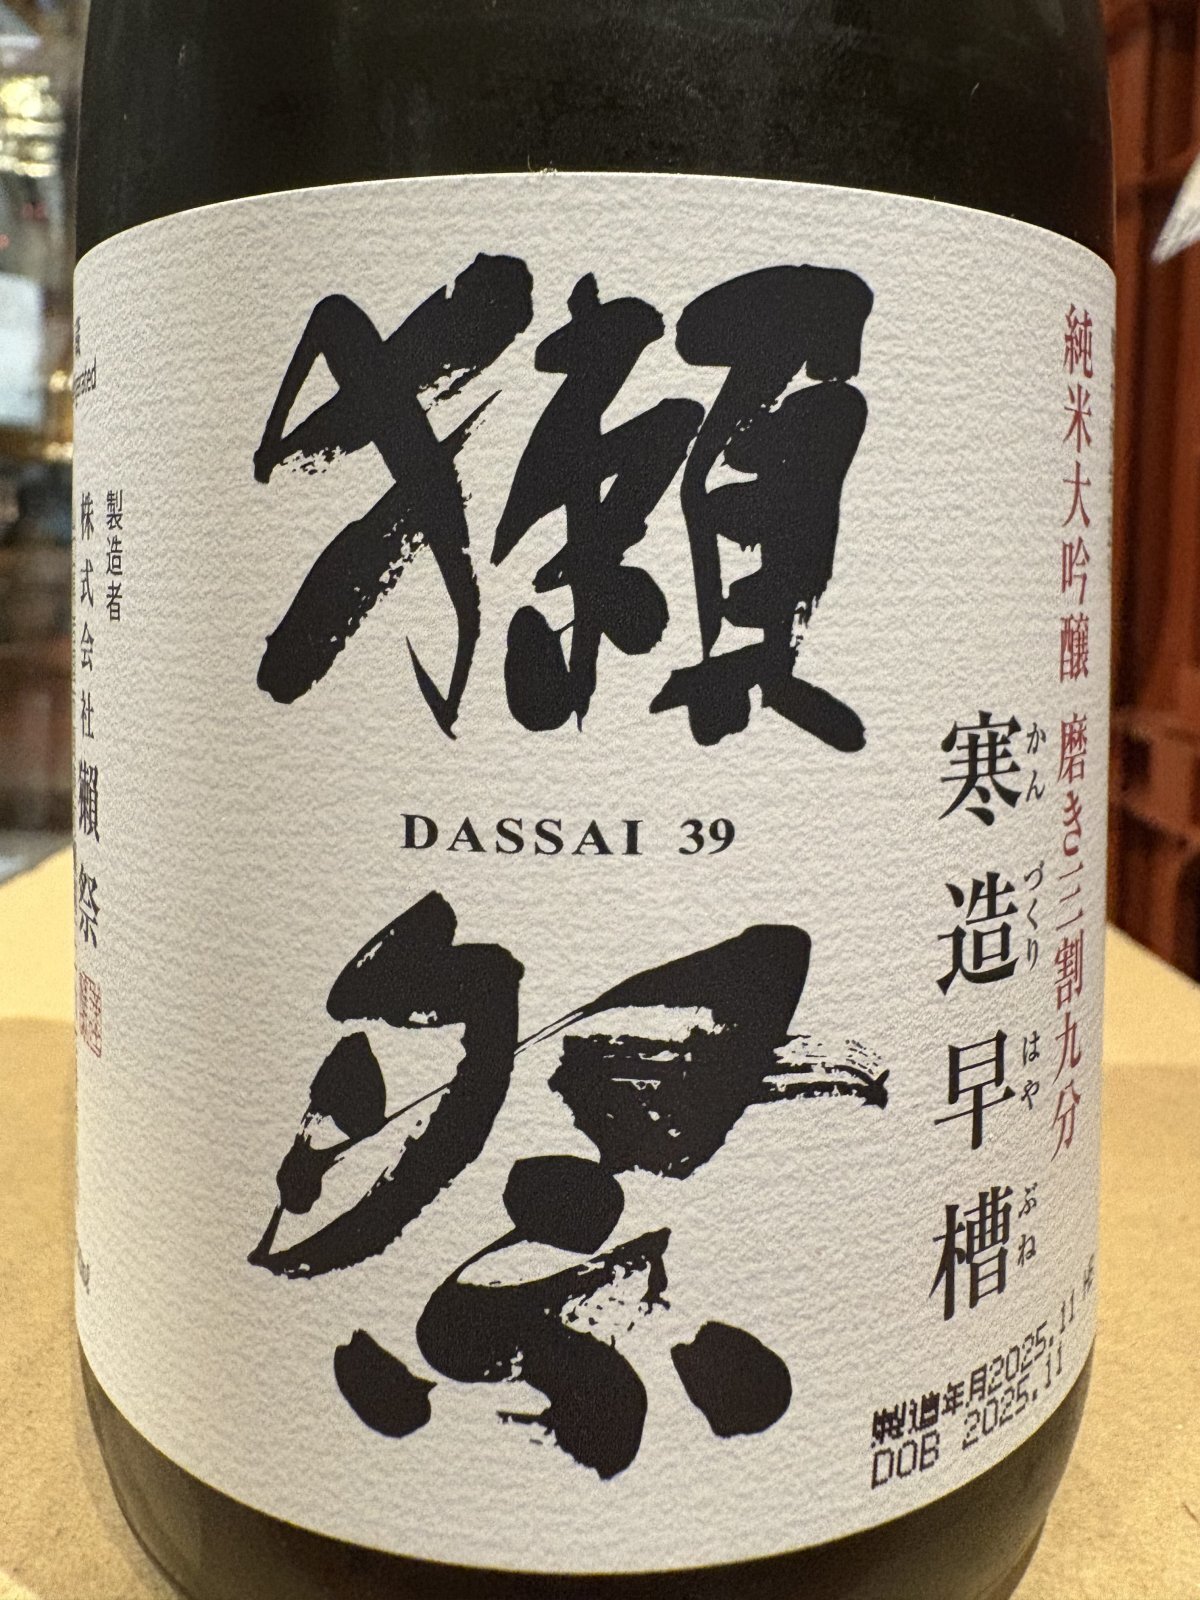 純米大吟醸 磨き三割九分
寒造早槽
かんづくりはやぶね
獺祭
DASSAI 39
製造者
株式会社獺祭
製造年月2025.11
DOB 2025.11